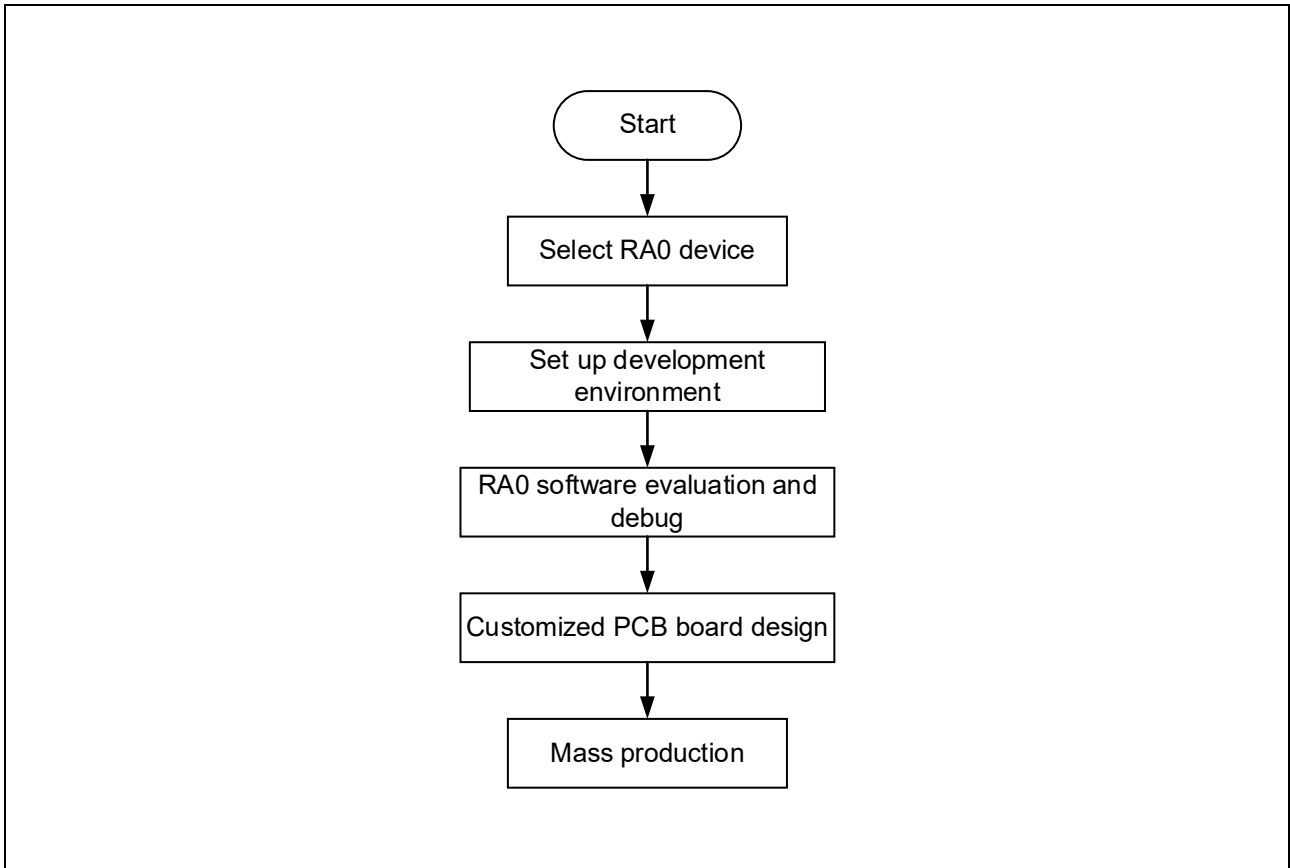 Start
Select RA0 device
Set up development
environment
RA0 software evaluation and
debug
Customized PCB board design
Mass production